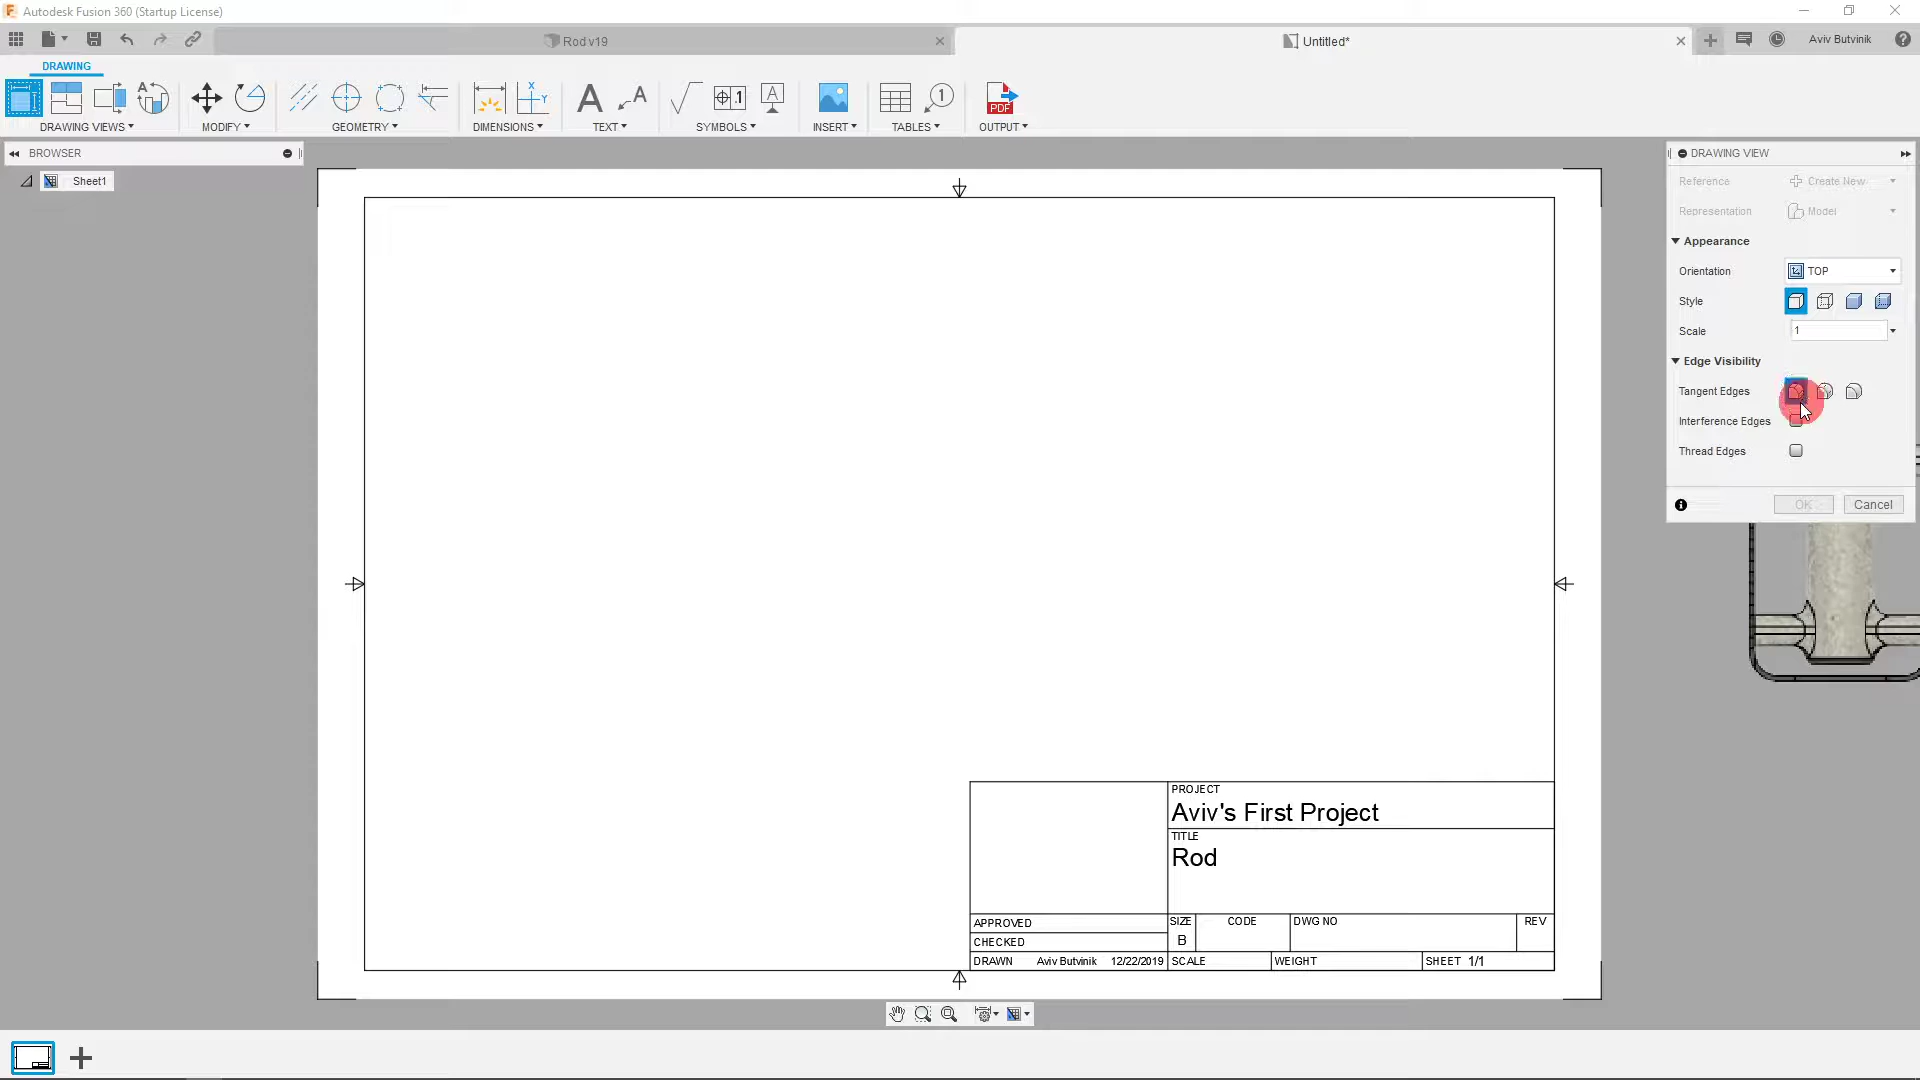 Autodesk Fusion 360 (Startup License)
Rod v19
Untitled*
Aviv Butvinik
DRAWING
DRAWING VIEWS
MODIFY
GEOMETRY
DIMENSIONS
TEXT
SYMBOLS
INSERT
TABLES
OUTPUT
BROWSER
Sheet1
DRAWING VIEW
Reference Create New
Representation Model
Appearance
Orientation TOP
Style
Scale 1
Edge Visibility
Tangent Edges
Interference Edges
Thread Edges
OK Cancel
PROJECT
Aviv's First Project
TITLE
Rod
APPROVED
CHECKED
DRAWN Aviv Butvinik 12/22/2019
SIZE CODE DWG NO REV
B
SCALE WEIGHT SHEET 1/1